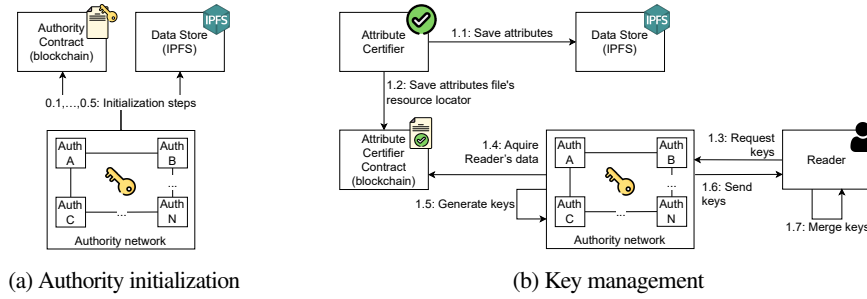 Authority
Contract
(blockchain)
IPFS
Data Store
(IPFS)
0.1,...,0.5: Initialization steps
Auth
A
Auth
B
...
Auth
C
...
Auth
N
Authority network
(a) Authority initialization
Attribute
Certifier
1.1: Save attributes
IPFS
Data Store
(IPFS)
1.2: Save attributes file's
resource locator
Attribute
Certifier
Contract
(blockchain)
1.4: Aquire
Reader's data
1.5: Generate keys
Auth
A
Auth
B
...
Auth
C
...
Auth
N
Authority network
1.3: Request
keys
Reader
1.6: Send
keys
1.7: Merge keys
(b) Key management